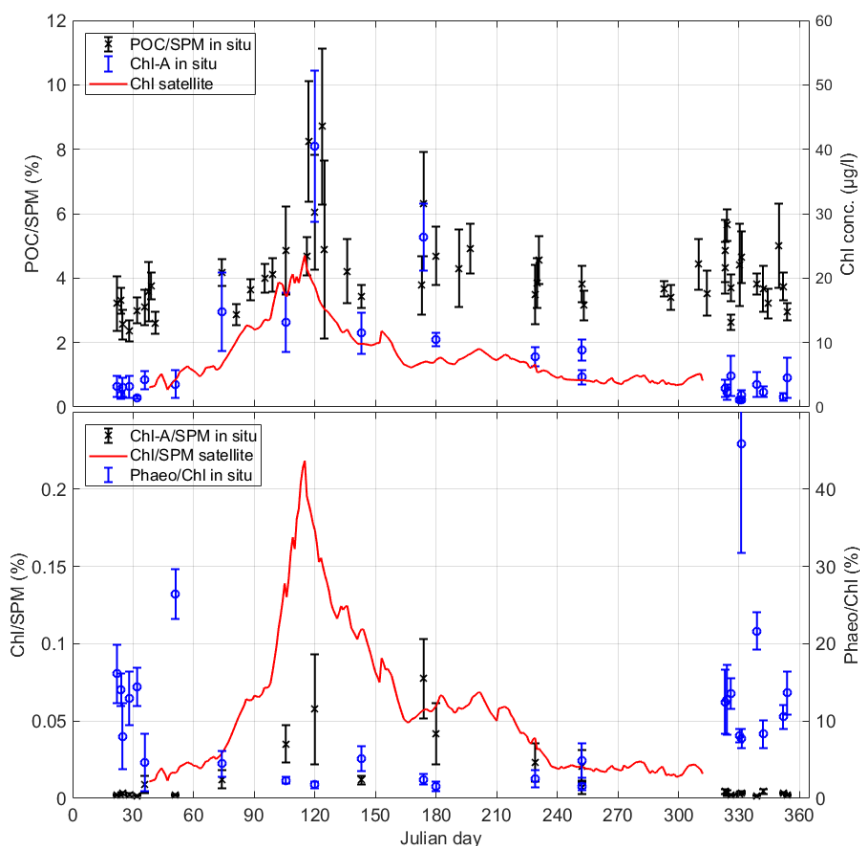 12
10
8
6
4
2
0
POC/SPM (%)
POC/SPM in situ
Chl-A in situ
Chl satellite
60
50
40
30
20
10
0
Chl conc. (µg/l)
0.2
0.15
0.1
0.05
0
Chl/SPM (%)
Chl-A/SPM in situ
Chl/SPM satellite
Phaeo/Chl in situ
40
30
20
10
0
Phaeo/Chl (%)
0 30 60 90 120 150 180 210 240 270 300 330 360
Julian day